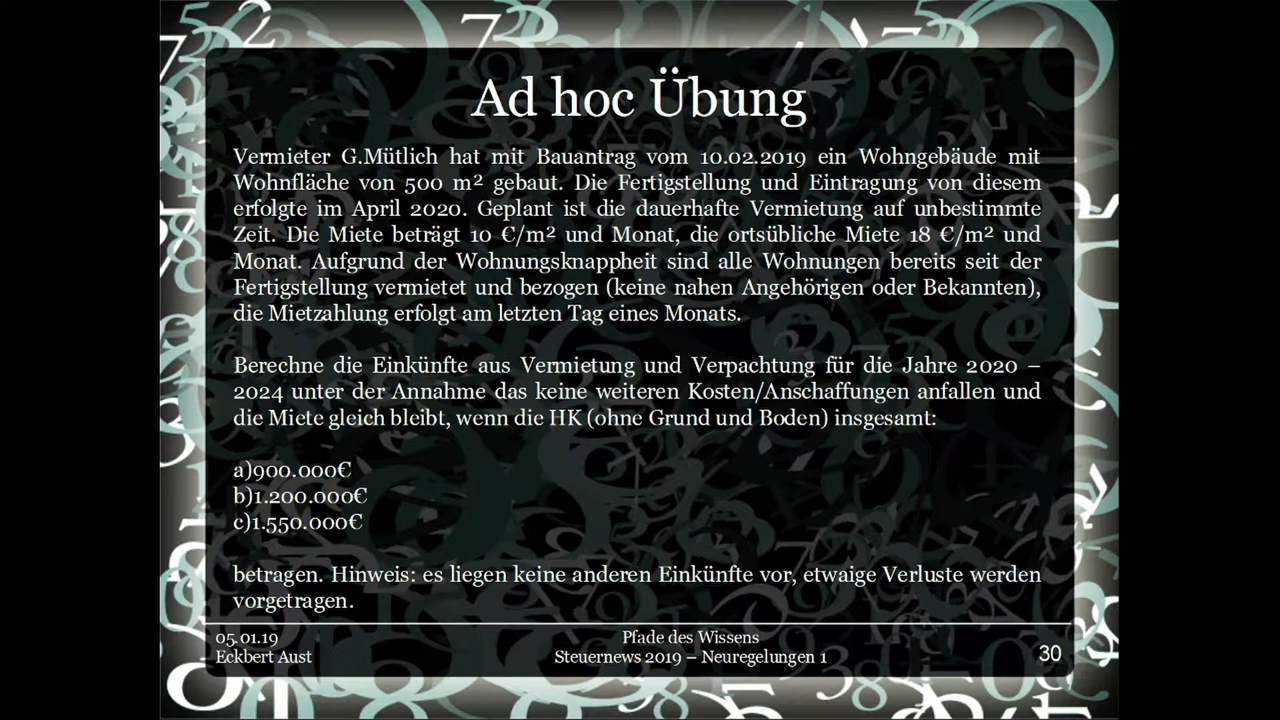 Ad hoc Übung
Vermieter G.Mütlich hat mit Bauantrag vom 10.02.2019 ein Wohngebäude mit
Wohnfläche von 500 m² gebaut. Die Fertigstellung und Eintragung von diesem
erfolgte im April 2020. Geplant ist die dauerhafte Vermietung auf unbestimmte
Zeit. Die Miete beträgt 10 €/m² und Monat, die ortsübliche Miete 18 €/m² und
Monat. Aufgrund der Wohnungsknappheit sind alle Wohnungen bereits seit der
Fertigstellung vermietet und bezogen (keine nahen Angehörigen oder Bekannten),
die Mietzahlung erfolgt am letzten Tag eines Monats.
Berechne die Einkünfte aus Vermietung und Verpachtung für die Jahre 2020 –
2024 unter der Annahme das keine weiteren Kosten/Anschaffungen anfallen und
die Miete gleich bleibt, wenn die HK (ohne Grund und Boden) insgesamt:
a)900.000€
b)1.200.000€
c)1.550.000€
betragen. Hinweis: es liegen keine anderen Einkünfte vor, etwaige Verluste werden
vorgetragen.
05.01.19
Eckbert Aust
Pfade des Wissens
Steuernews 2019 – Neuregelungen 1
30